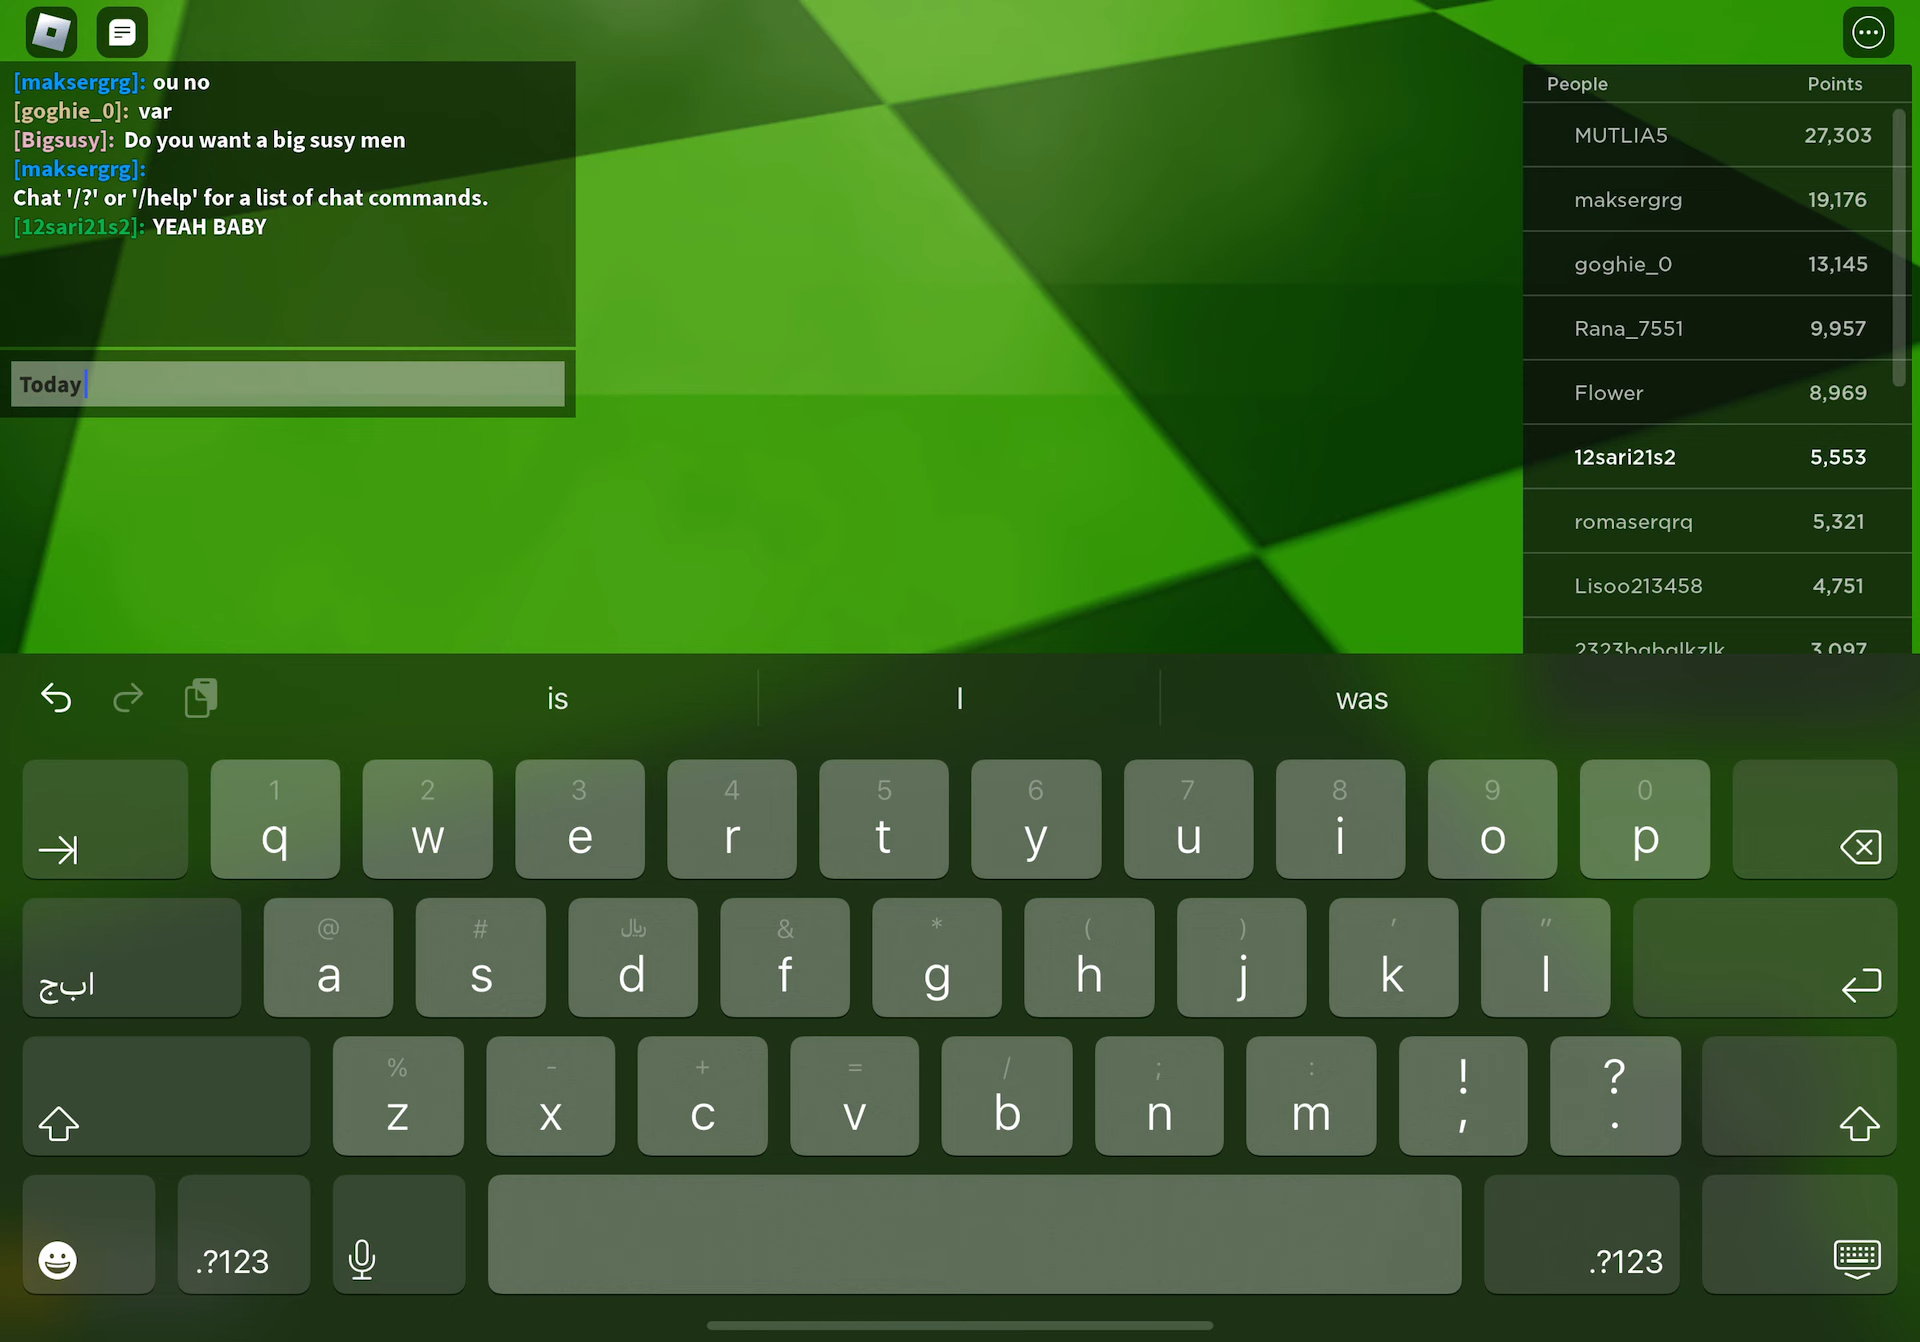 [maksergrg]: ou no
[goghie_0]: var
[Bigsusy]: Do you want a big susy men
[maksergrg]:
Chat '/?' or '/help' for a list of chat commands.
[12sari21s2]: YEAH BABY
Today
People Points
MUTLIA5 27,303
maksergrg 19,176
goghie_0 13,145
Rana_7551 9,957
Flower 8,969
12sari21s2 5,553
romaserqrq 5,321
Lisoo213458 4,751
3,097
is I was
1 2 3 4 5 6 7 8 9 0
q w e r t y u i o p
@ # ﷼ & * ( ) ' "
ابج a s d f g h j k l
% - + = / ; : ! ?
z x c v b n m , .
.?123 .?123